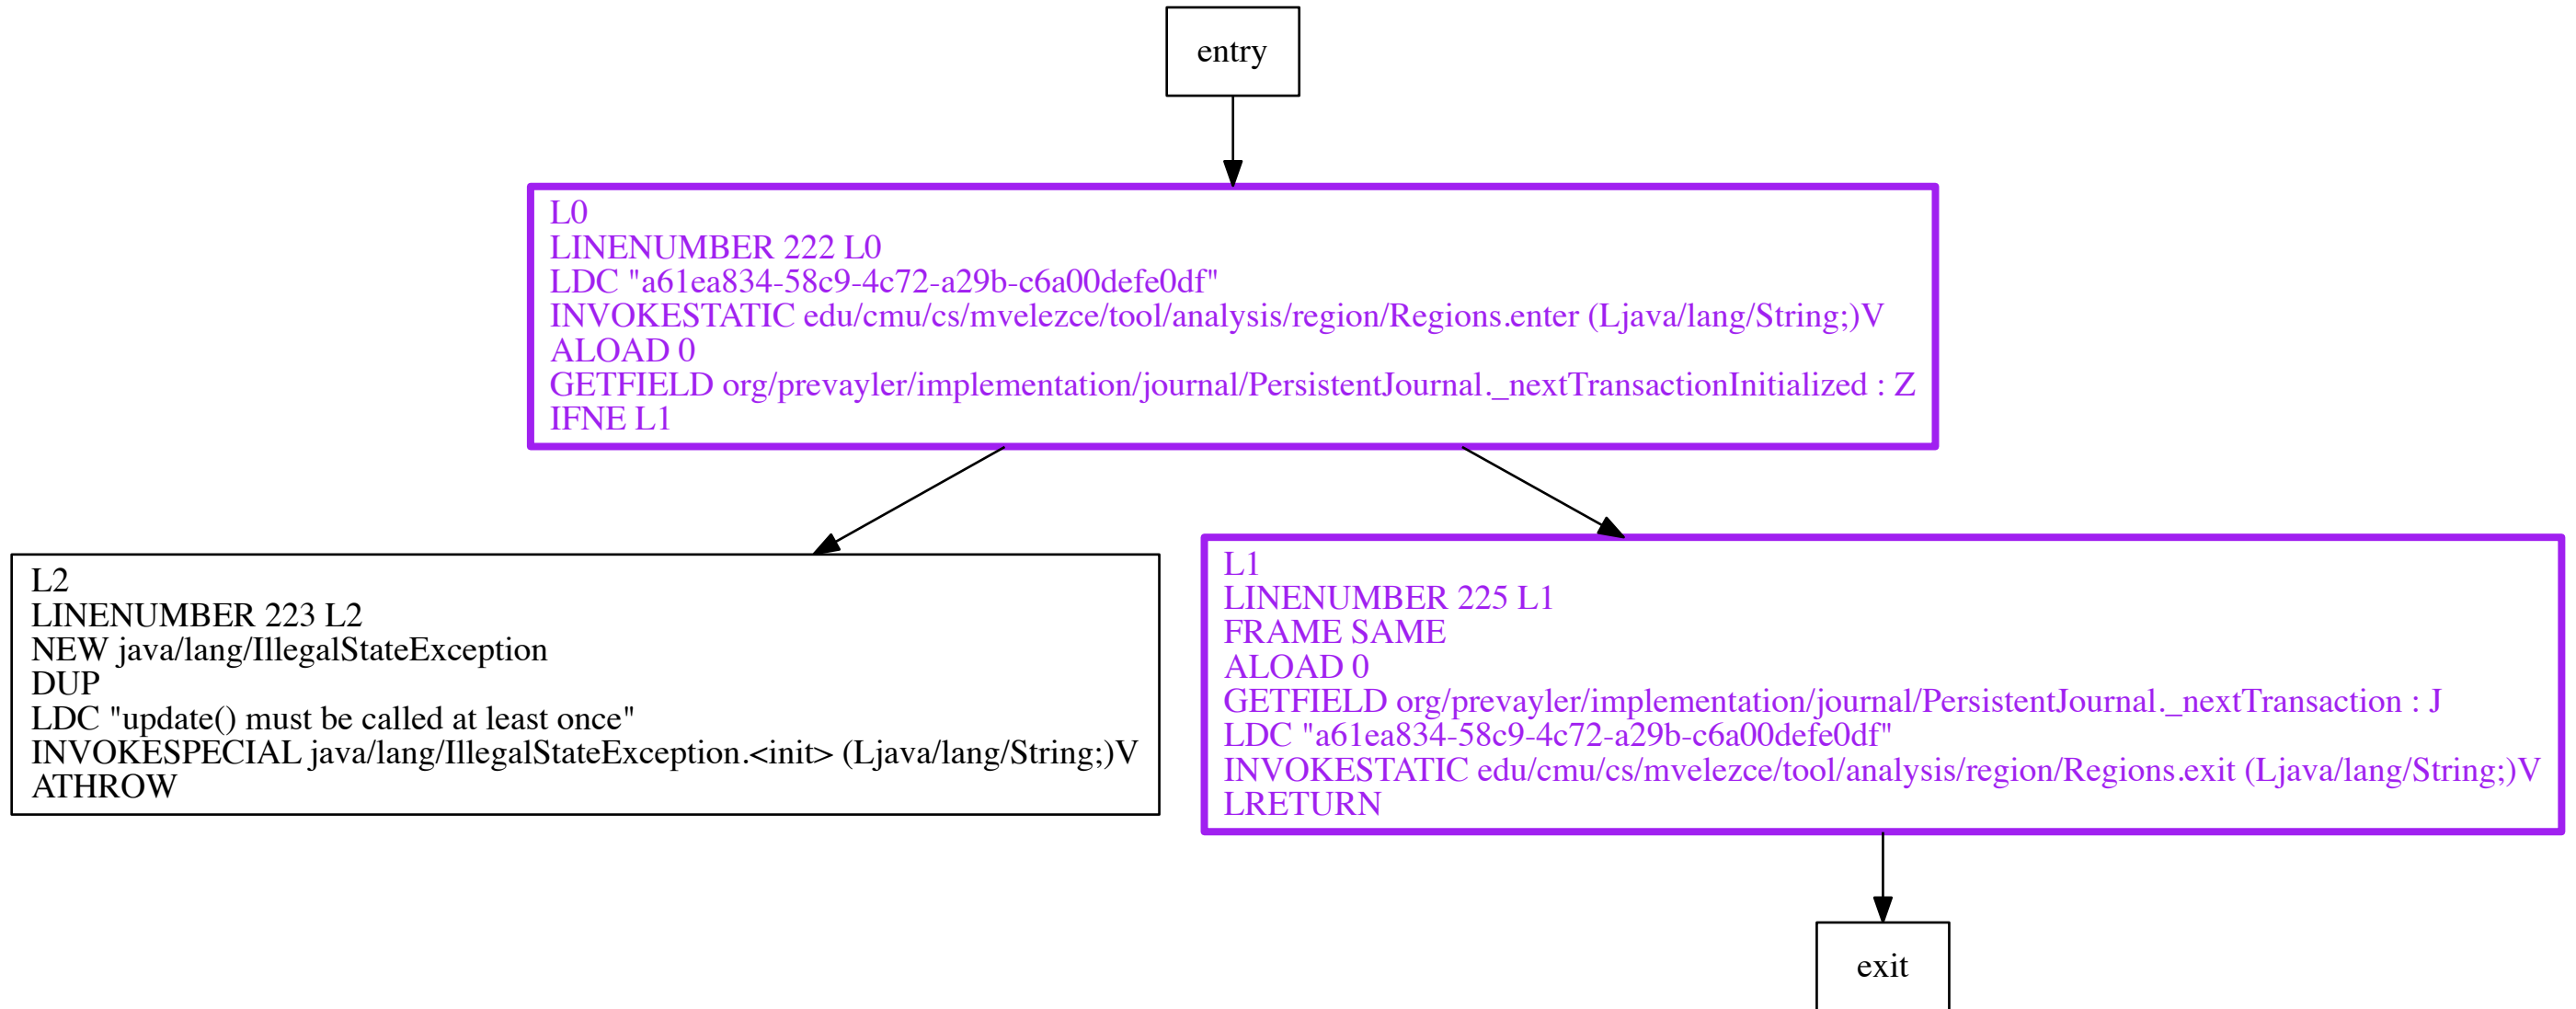 entry
L0
LINENUMBER 222 L0
LDC "a61ea834-58c9-4c72-a29b-c6a00defe0df"
INVOKESTATIC edu/cmu/cs/mvelezce/tool/analysis/region/Regions.enter (Ljava/lang/String;)V
ALOAD 0
GETFIELD org/prevayler/implementation/journal/PersistentJournal._nextTransactionInitialized : Z
IFNE L1
L2
LINENUMBER 223 L2
NEW java/lang/IllegalStateException
DUP
LDC "update() must be called at least once"
INVOKESPECIAL java/lang/IllegalStateException.<init> (Ljava/lang/String;)V
ATHROW
L1
LINENUMBER 225 L1
FRAME SAME
ALOAD 0
GETFIELD org/prevayler/implementation/journal/PersistentJournal._nextTransaction : J
LDC "a61ea834-58c9-4c72-a29b-c6a00defe0df"
INVOKESTATIC edu/cmu/cs/mvelezce/tool/analysis/region/Regions.exit (Ljava/lang/String;)V
LRETURN
exit